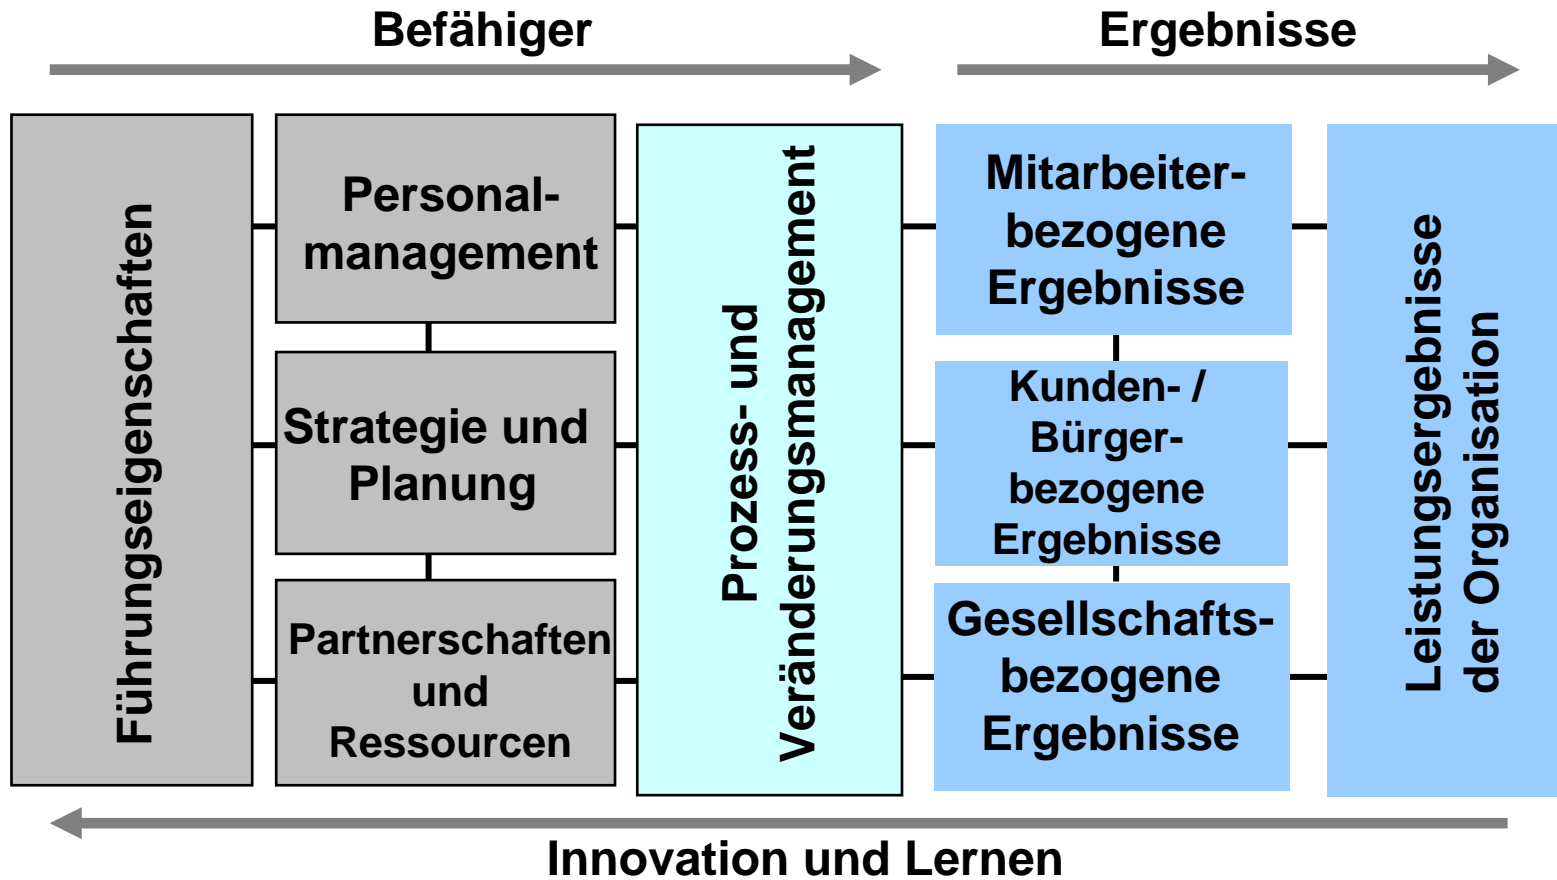 Befähiger
Ergebnisse
Führungseigenschaften
Personal-
management
Strategie und
Planung
Partnerschaften
und
Ressourcen
Prozess- und
Veränderungsmanagement
Mitarbeiter-
bezogene
Ergebnisse
Kunden- /
Bürger-
bezogene
Ergebnisse
Gesellschafts-
bezogene
Ergebnisse
Leistungsergebnisse
der Organisation
Innovation und Lernen